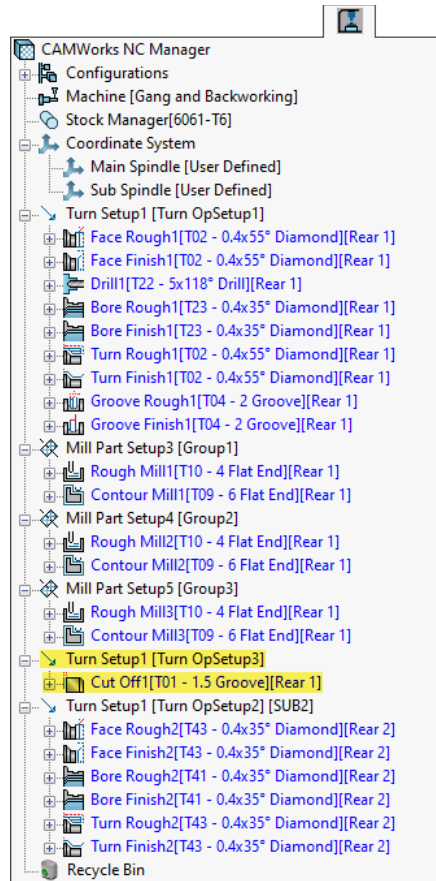 CAMWorks NC Manager
Configurations
Machine [Gang and Backworking]
Stock Manager[6061-T6]
Coordinate System
Main Spindle [User Defined]
Sub Spindle [User Defined]
Turn Setup1 [Turn OpSetup1]
Face Rough1[T02 - 0.4x55° Diamond][Rear 1]
Face Finish1[T02 - 0.4x55° Diamond][Rear 1]
Drill1[T22 - 5x118° Drill][Rear 1]
Bore Rough1[T23 - 0.4x35° Diamond][Rear 1]
Bore Finish1[T23 - 0.4x35° Diamond][Rear 1]
Turn Rough1[T02 - 0.4x55° Diamond][Rear 1]
Turn Finish1[T02 - 0.4x55° Diamond][Rear 1]
Groove Rough1[T04 - 2 Groove][Rear 1]
Groove Finish1[T04 - 2 Groove][Rear 1]
Mill Part Setup3 [Group1]
Rough Mill1[T10 - 4 Flat End][Rear 1]
Contour Mill1[T09 - 6 Flat End][Rear 1]
Mill Part Setup4 [Group2]
Rough Mill2[T10 - 4 Flat End][Rear 1]
Contour Mill2[T09 - 6 Flat End][Rear 1]
Mill Part Setup5 [Group3]
Rough Mill3[T10 - 4 Flat End][Rear 1]
Contour Mill3[T09 - 6 Flat End][Rear 1]
Turn Setup1 [Turn OpSetup3]
Cut Off1[T01 - 1.5 Groove][Rear 1]
Turn Setup1 [Turn OpSetup2] [SUB2]
Face Rough2[T43 - 0.4x35° Diamond][Rear 2]
Face Finish2[T43 - 0.4x35° Diamond][Rear 2]
Bore Rough2[T41 - 0.4x35° Diamond][Rear 2]
Bore Finish2[T41 - 0.4x35° Diamond][Rear 2]
Turn Rough2[T43 - 0.4x35° Diamond][Rear 2]
Turn Finish2[T43 - 0.4x35° Diamond][Rear 2]
Recycle Bin